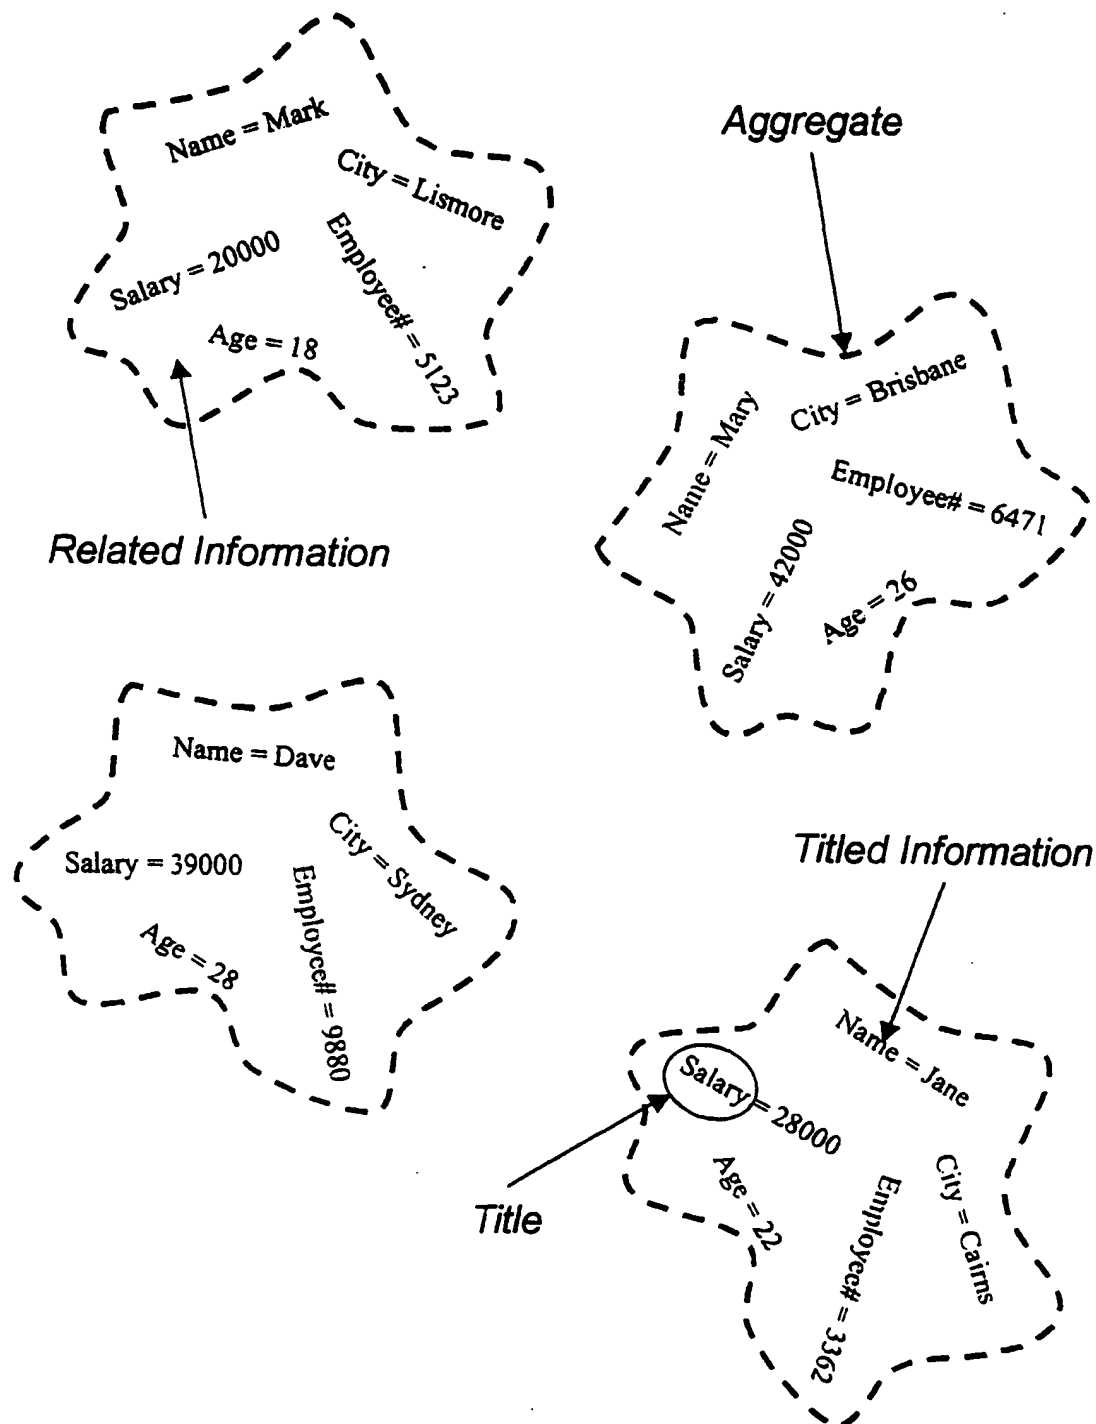 Name = Mark
City = Lismore
Salary = 20000
Employee# = 5123
Age = 18
Related Information
Aggregate
City = Brisbane
Name = Mary
Employee# = 6471
Salary = 42000
Age = 26
Name = Dave
City = Sydney
Salary = 39000
Employee# = 9880
Age = 28
Titled Information
Name = Jane
Salary = 28000
Age = 22
City = Cairns
Employee# = 3362
Title